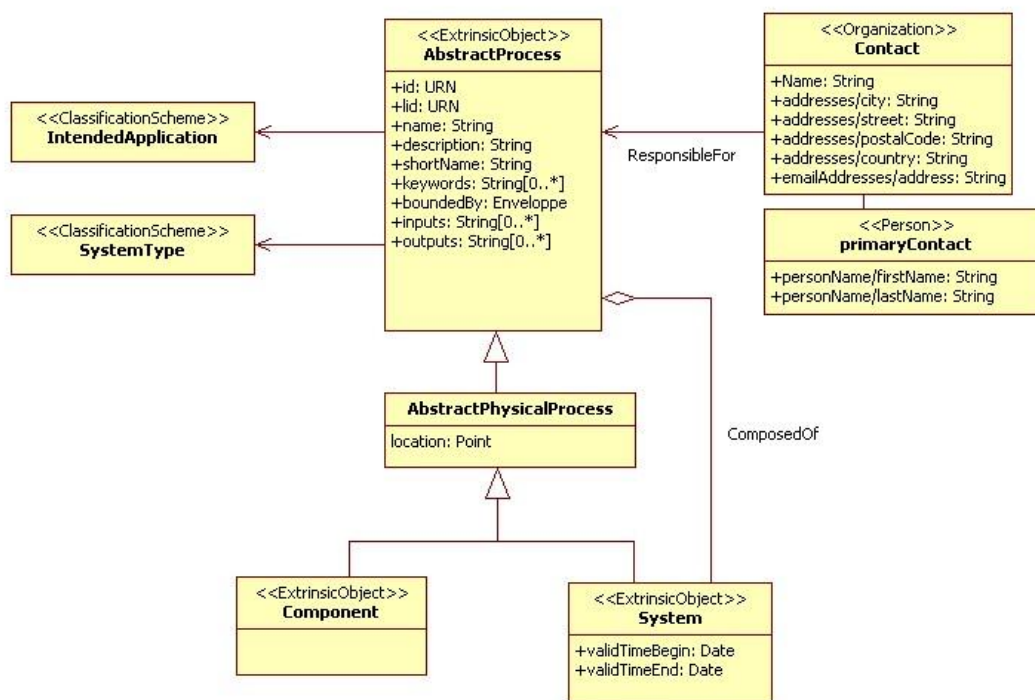 <<ExtrinsicObject>>
AbstractProcess
+id: URN
+lid: URN
+name: String
+description: String
+shortName: String
+keywords: String[0..*]
+boundedBy: Enveloppe
+inputs: String[0..*]
+outputs: String[0..*]
<<Organization>>
Contact
+Name: String
+addresses/city: String
+addresses/street: String
+addresses/postalCode: String
+addresses/country: String
+emailAddresses/address: String
<<ClassificationScheme>>
IntendedApplication
ResponsibleFor
<<ClassificationScheme>>
SystemType
<<Person>>
primaryContact
+personName/firstName: String
+personName/lastName: String
AbstractPhysicalProcess
location: Point
ComposedOf
<<ExtrinsicObject>>
Component
<<ExtrinsicObject>>
System
+validTimeBegin: Date
+validTimeEnd: Date